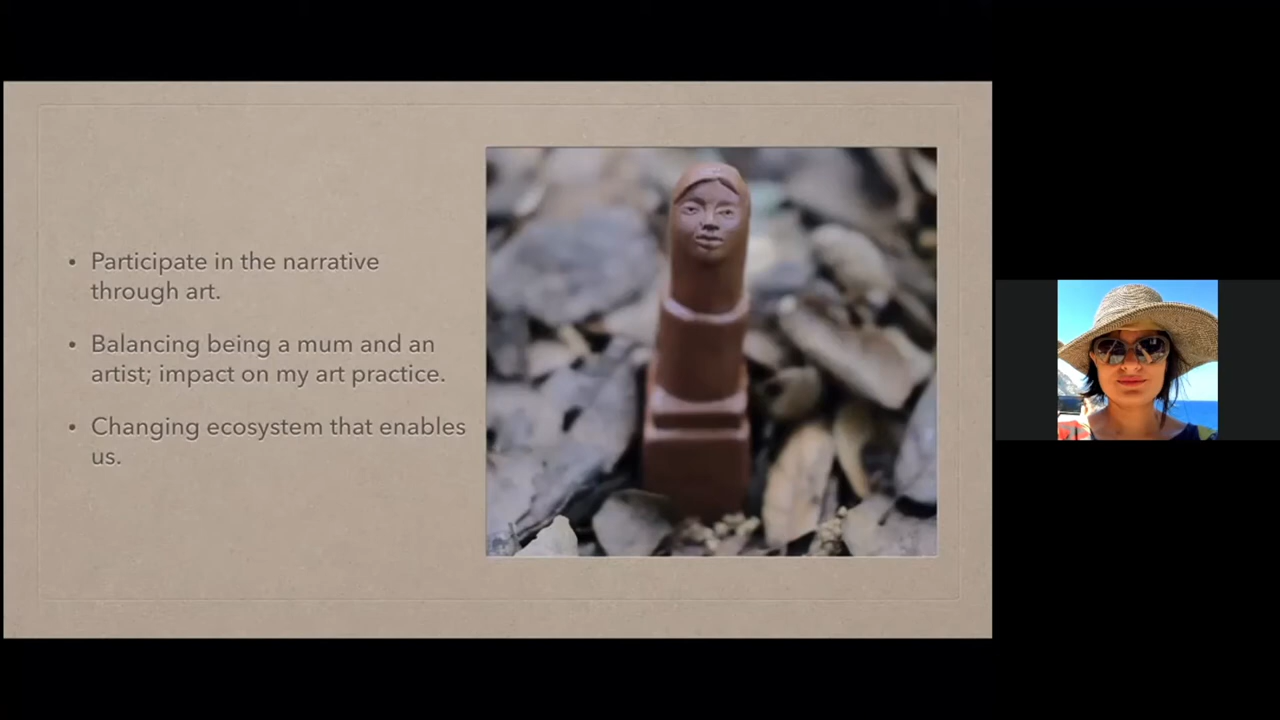 • Participate in the narrative
through art.
• Balancing being a mum and an
artist; impact on my art practice.
• Changing ecosystem that enables
us.